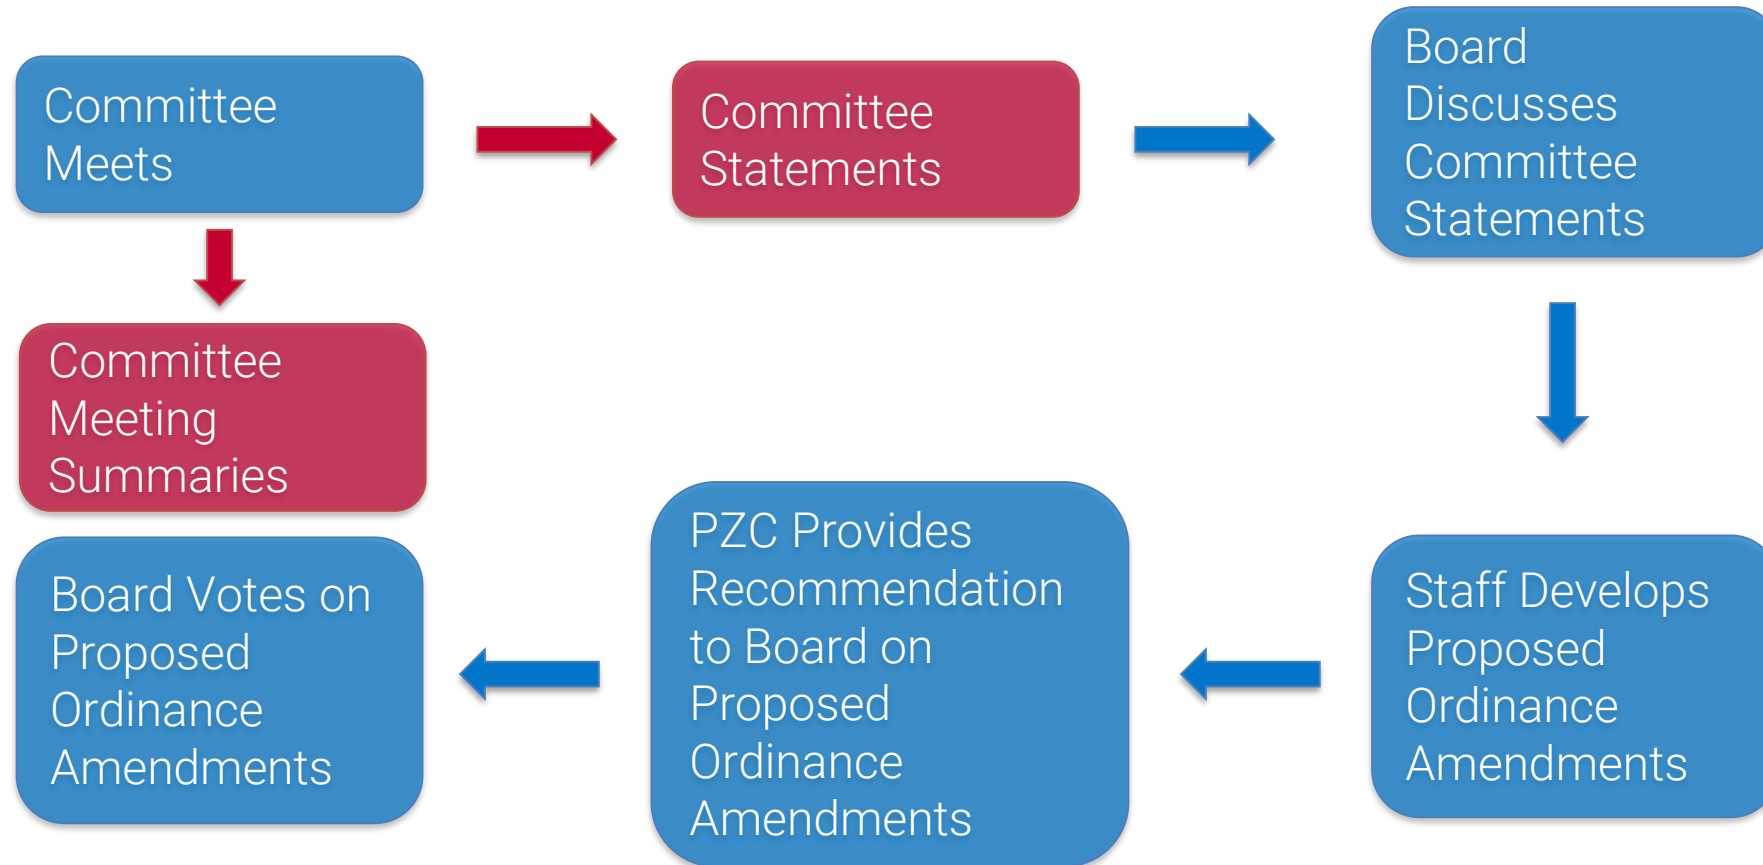 Committee
Meets
Committee
Statements
Board
Discusses
Committee
Statements
Committee
Meeting
Summaries
Staff Develops
Proposed
Ordinance
Amendments
PZC Provides
Recommendation
to Board on
Proposed
Ordinance
Amendments
Board Votes on
Proposed
Ordinance
Amendments